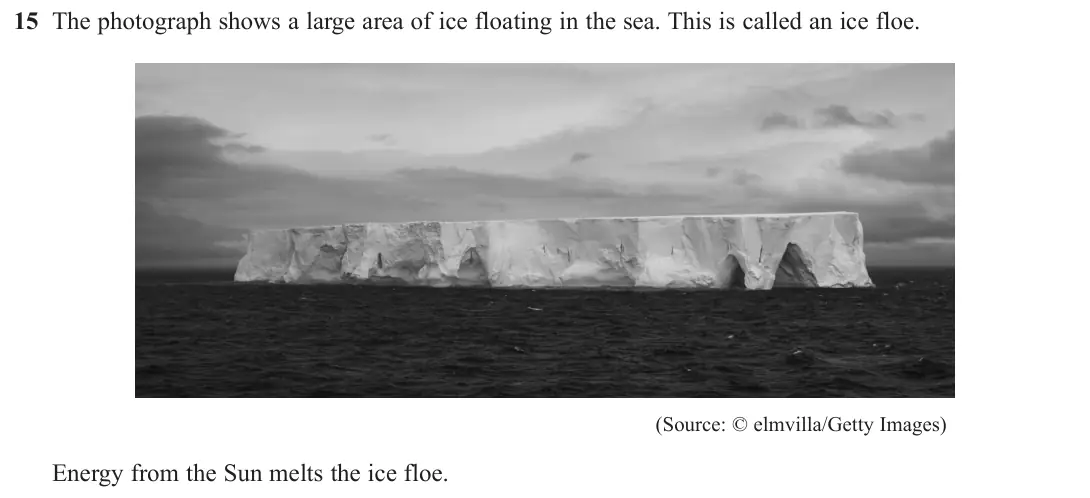 15 The photograph shows a large area of ice floating in the sea. This is called an ice floe.
(Source: © elmvilla/Getty Images)
Energy from the Sun melts the ice floe.